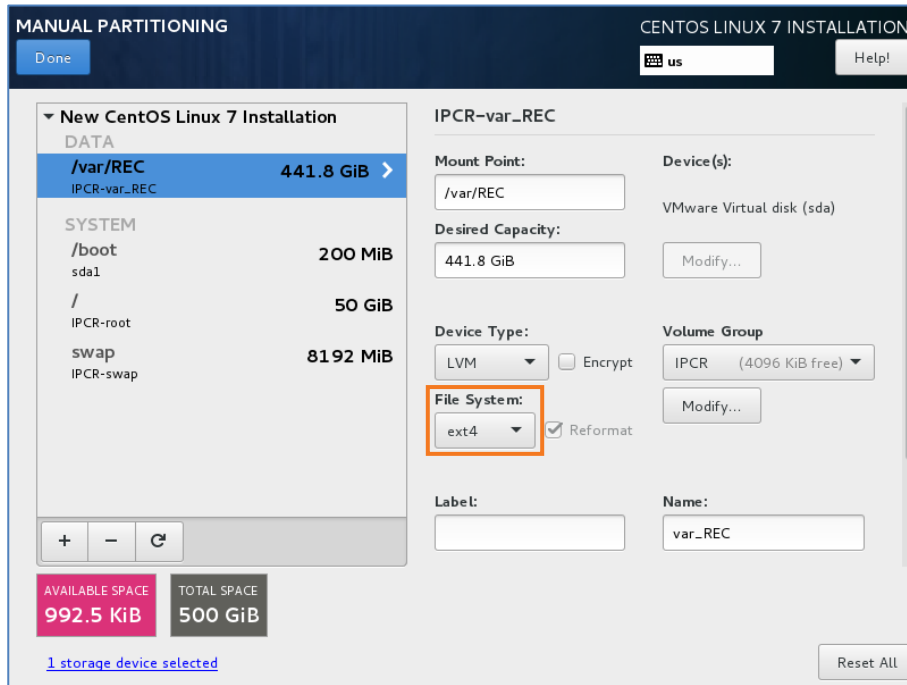 MANUAL PARTITIONING
CENTOS LINUX 7 INSTALLATION
Done
us
Help!
New CentOS Linux 7 Installation
DATA
/var/REC
441.8 GiB
IPCR-var_REC
SYSTEM
/boot
200 MiB
sda1
/
50 GiB
IPCR-root
swap
8192 MiB
IPCR-swap
+ −
AVAILABLE SPACE
992.5 KiB
TOTAL SPACE
500 GiB
1 storage device selected
IPCR-var_REC
Mount Point:
/var/REC
Device(s):
VMware Virtual disk (sda)
Desired Capacity:
441.8 GiB
Modify...
Device Type:
LVM
Encrypt
Volume Group
IPCR (4096 KiB free)
File System:
ext4
Reformat
Modify...
Label:
Name:
var_REC
Reset All